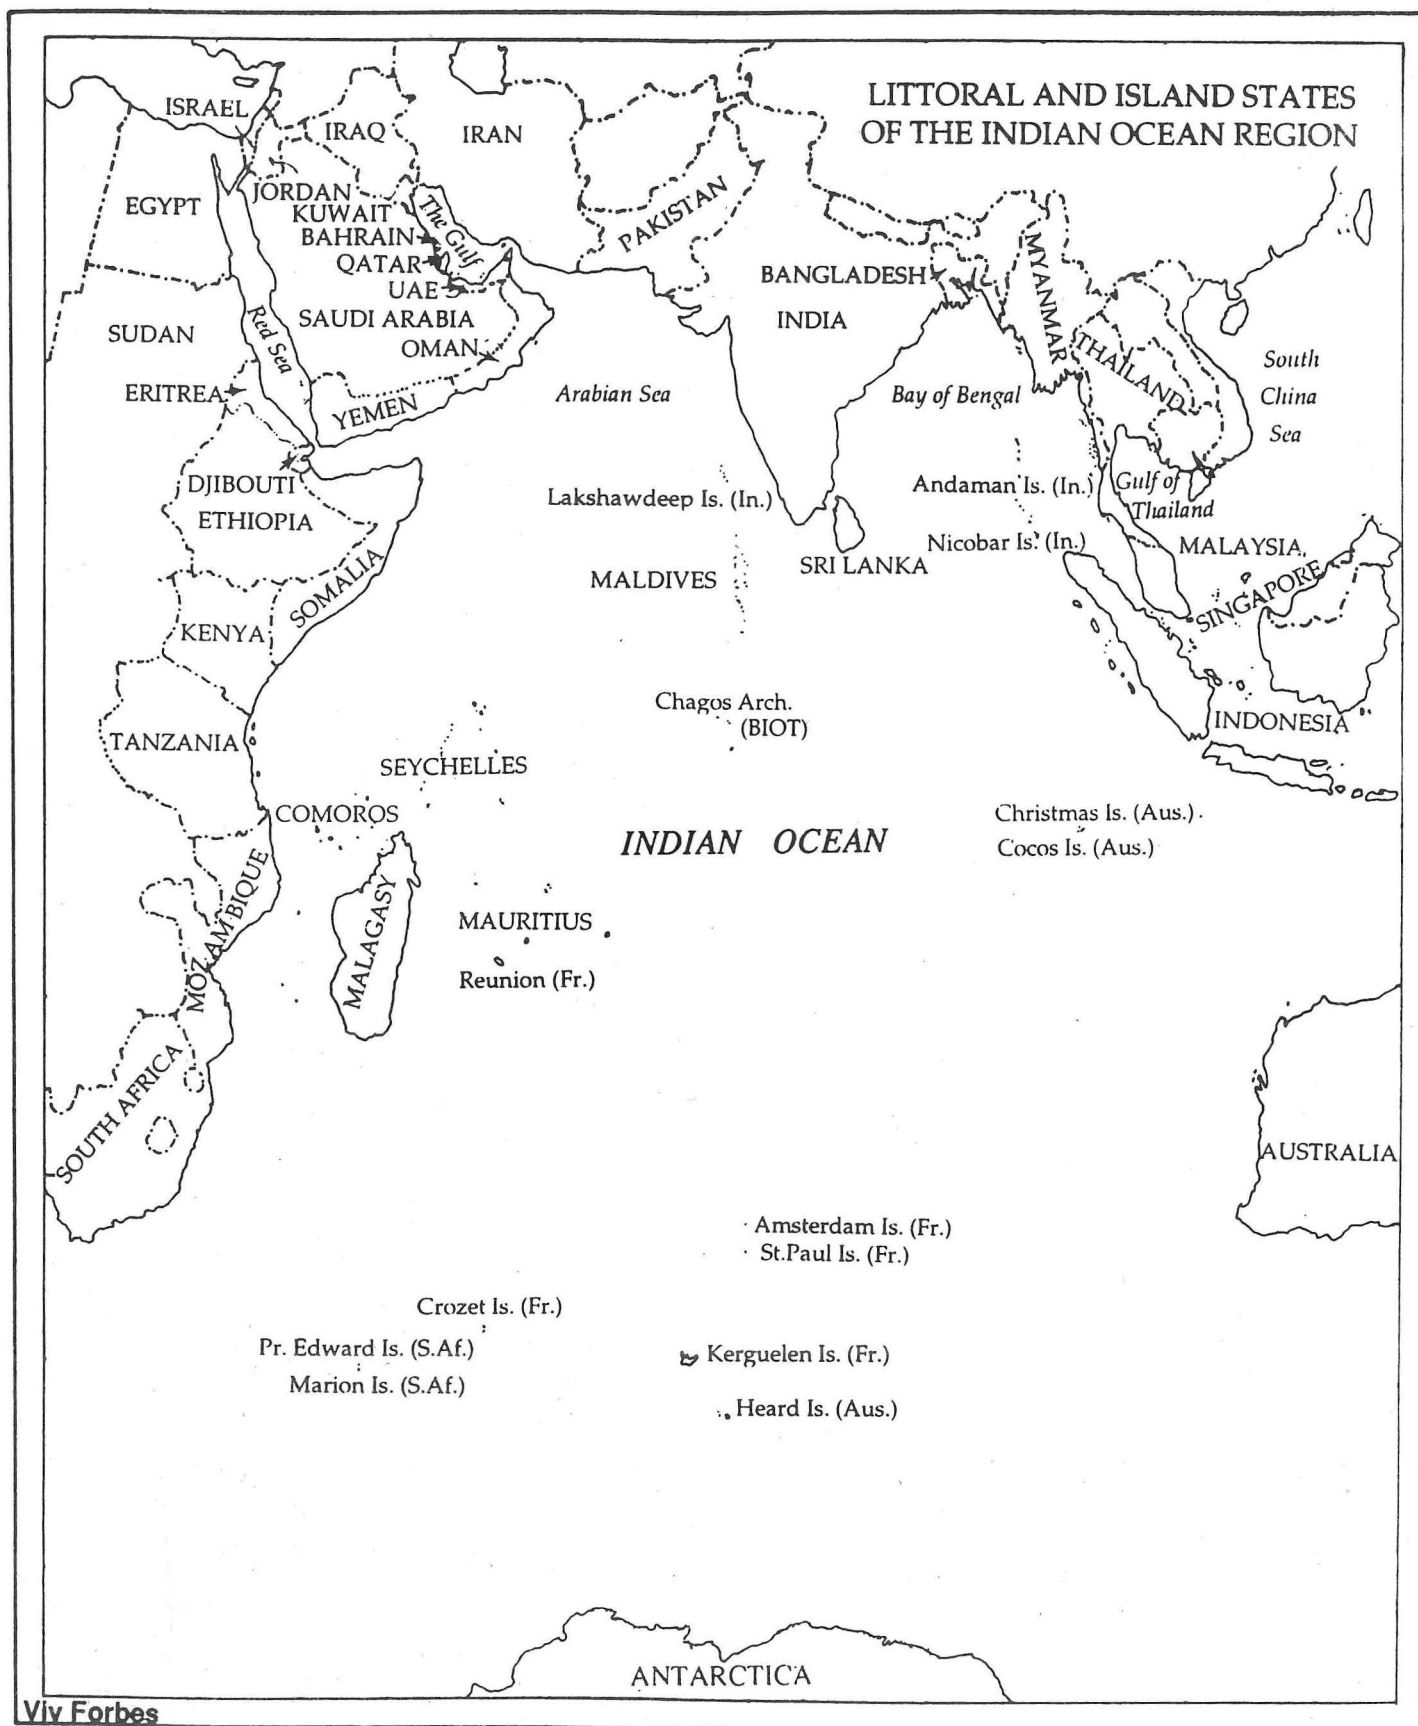 LITTORAL AND ISLAND STATES
OF THE INDIAN OCEAN REGION
ISRAEL
IRAQ
IRAN
JORDAN
EGYPT
KUWAIT
BAHRAIN
QATAR
UAE
The Gulf
PAKISTAN
BANGLADESH
MYANMAR
SUDAN
Red Sea
SAUDI ARABIA
OMAN
INDIA
THAILAND
South
China
Sea
ERITREA
YEMEN
Arabian Sea
Bay of Bengal
DJIBOUTI
ETHIOPIA
Lakshawdeep Is. (In.)
Andaman Is. (In.)
Gulf of
Thailand
Nicobar Is. (In.)
MALAYSIA
SOMALIA
MALDIVES
SRI LANKA
SINGAPORE
KENYA
Chagos Arch.
(BIOT)
INDONESIA
TANZANIA
SEYCHELLES
COMOROS
INDIAN OCEAN
Christmas Is. (Aus.)
Cocos Is. (Aus.)
MOZAMBIQUE
MALAGASY
MAURITIUS
Reunion (Fr.)
SOUTH AFRICA
AUSTRALIA
Amsterdam Is. (Fr.)
St.Paul Is. (Fr.)
Crozet Is. (Fr.)
Pr. Edward Is. (S.Af.)
Marion Is. (S.Af.)
Kerguelen Is. (Fr.)
Heard Is. (Aus.)
ANTARCTICA
Viv Forbes